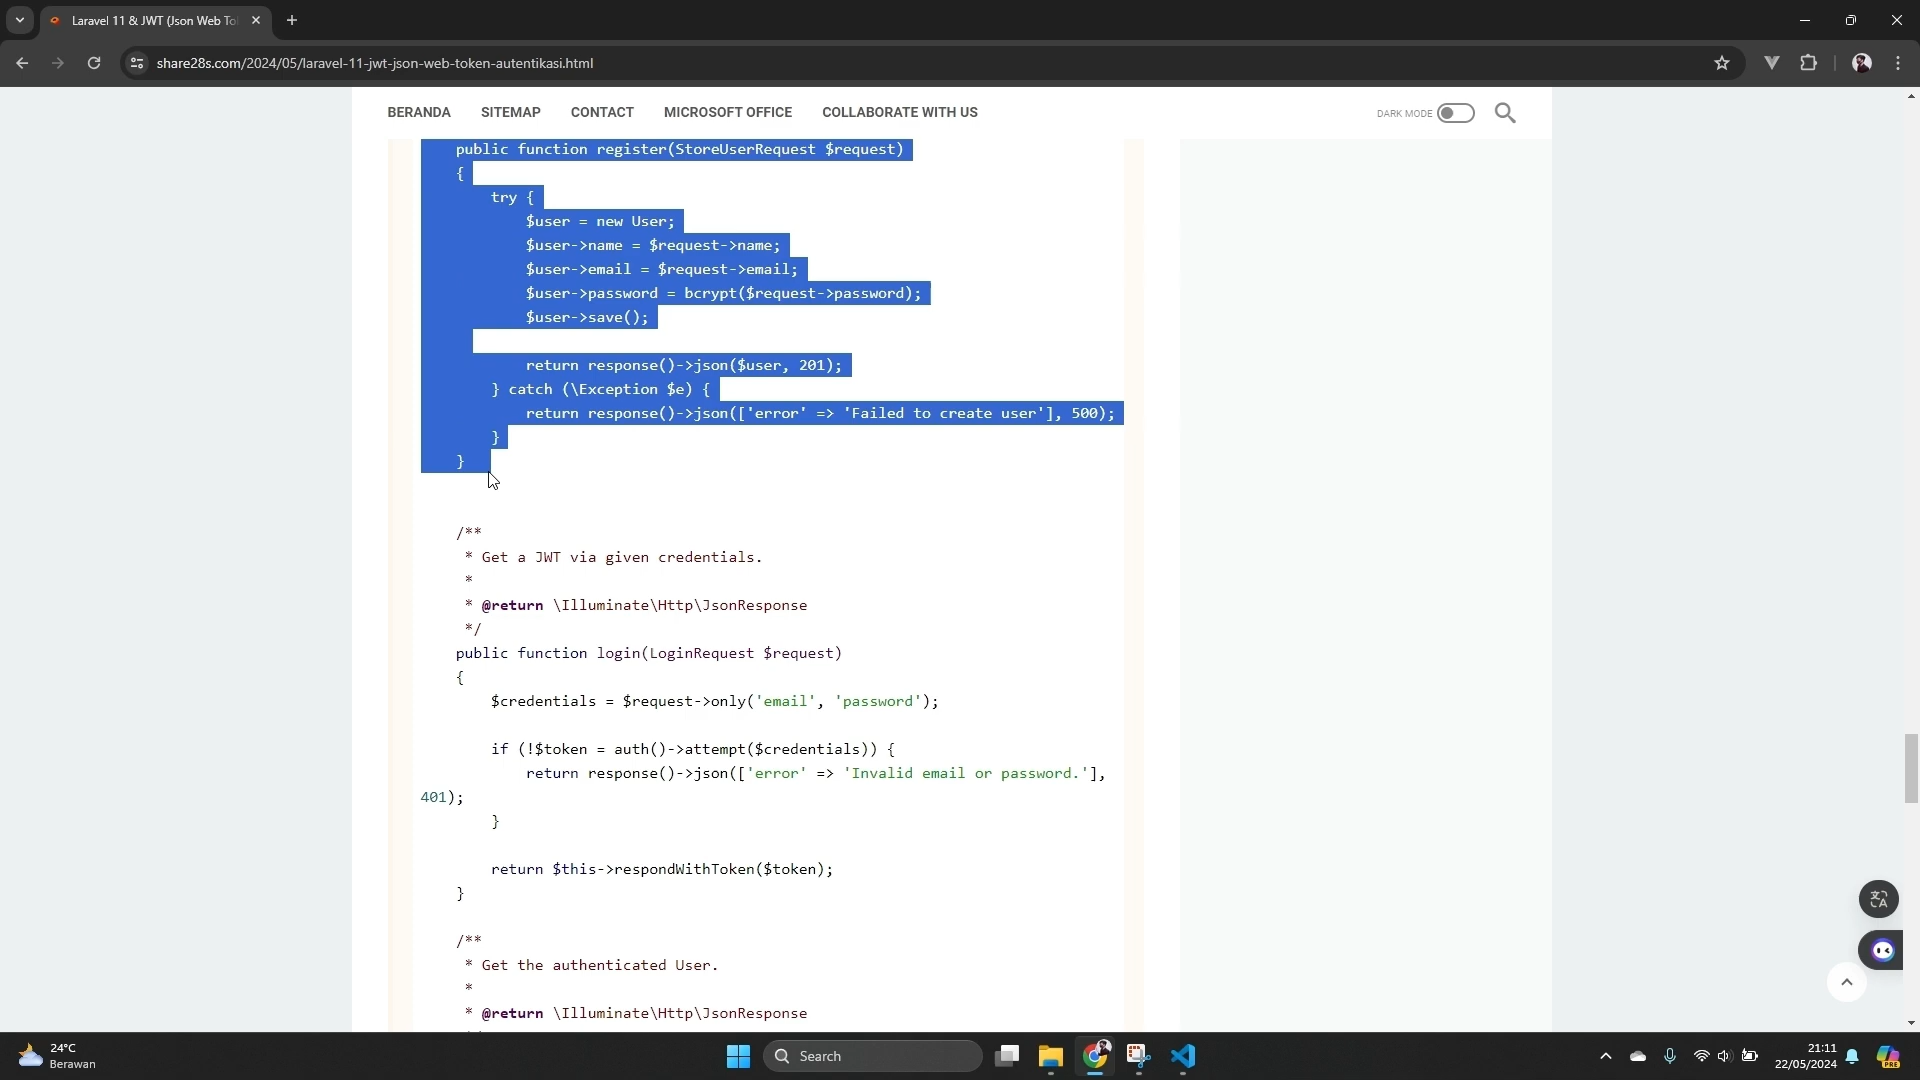 Laravel 11 & JWT (Json Web To
share28s.com/2024/05/laravel-11-jwt-json-web-token-autentikasi.html
BERANDA SITEMAP CONTACT MICROSOFT OFFICE COLLABORATE WITH US DARK MODE
public function register(StoreUserRequest $request)
{
try {
$user = new User;
$user->name = $request->name;
$user->email = $request->email;
$user->password = bcrypt($request->password);
$user->save();
return response()->json($user, 201);
} catch (\Exception $e) {
return response()->json(['error' => 'Failed to create user'], 500);
}
}
/**
* Get a JWT via given credentials.
*
* @return \Illuminate\Http\JsonResponse
*/
public function login(LoginRequest $request)
{
$credentials = $request->only('email', 'password');
if (!$token = auth()->attempt($credentials)) {
return response()->json(['error' => 'Invalid email or password.'],
401);
}
return $this->respondWithToken($token);
}
/**
* Get the authenticated User.
*
* @return \Illuminate\Http\JsonResponse
24°C
Berawan
Search
21:11
22/05/2024
PRE